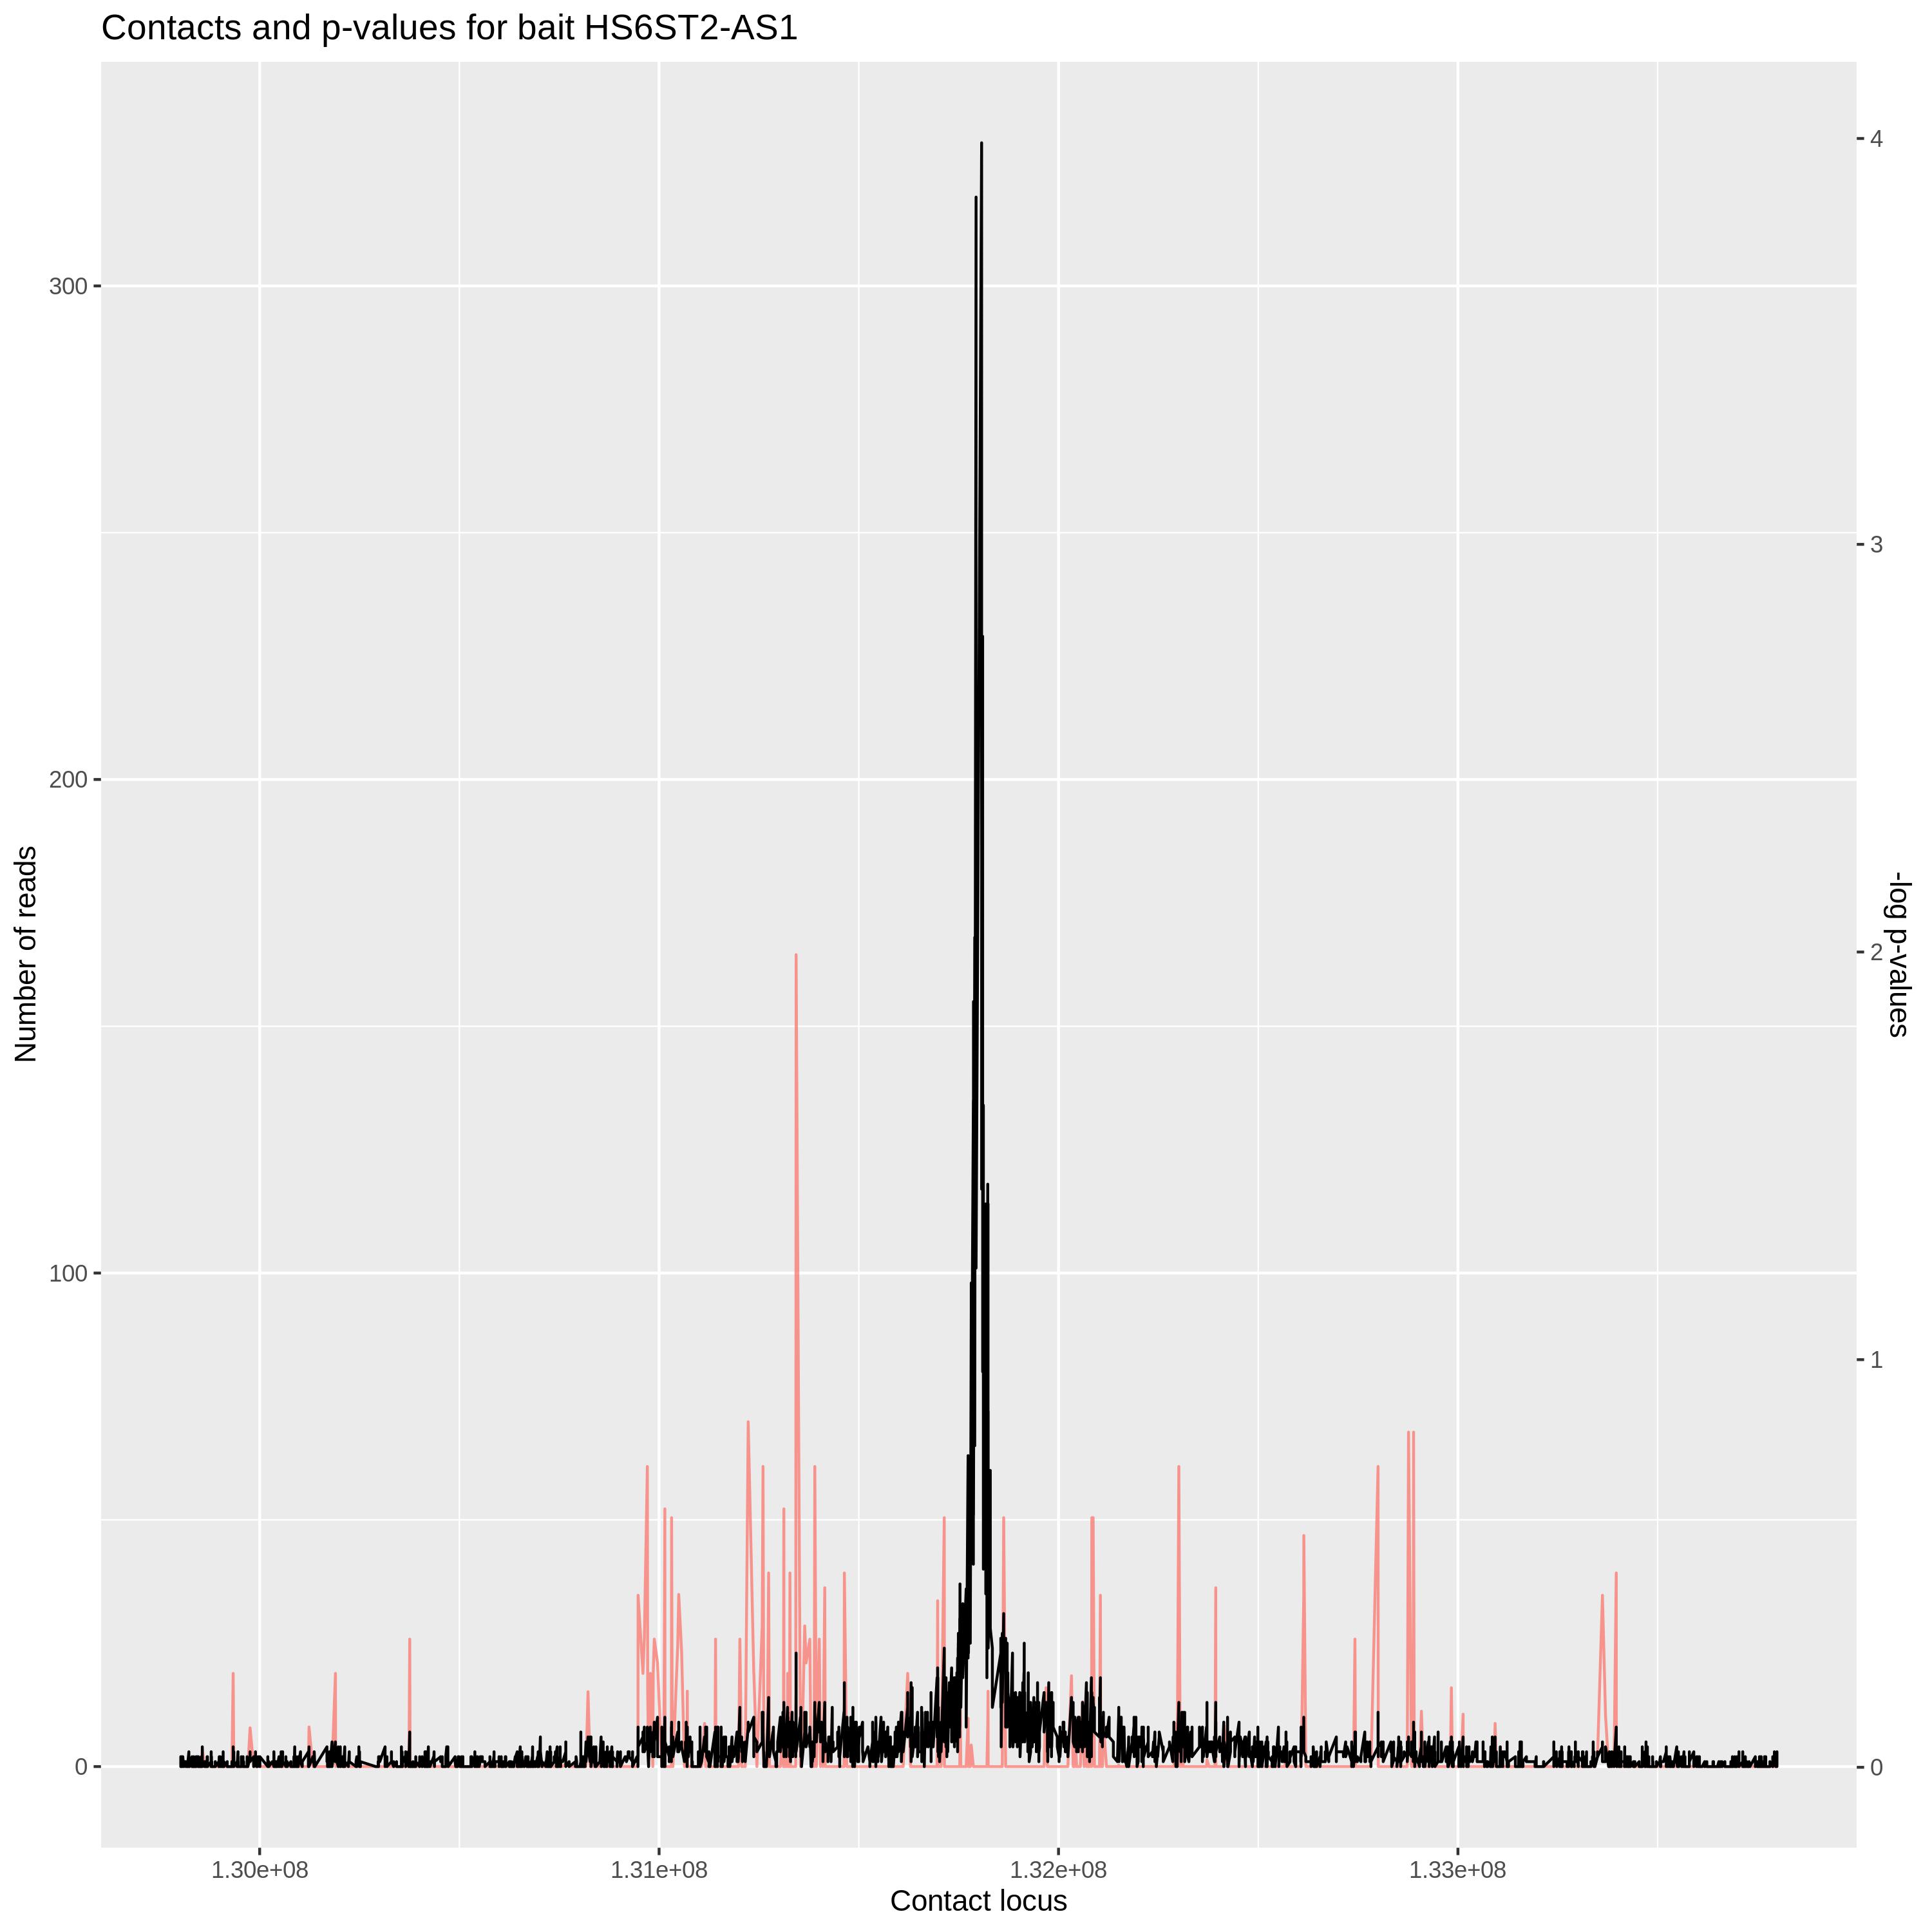 Contacts and p-values for bait HS6ST2-AS1
300
200
100
0
Number of reads
4
3
2
1
0
-log p-values
1.30e+08 1.31e+08 1.32e+08 1.33e+08
Contact locus